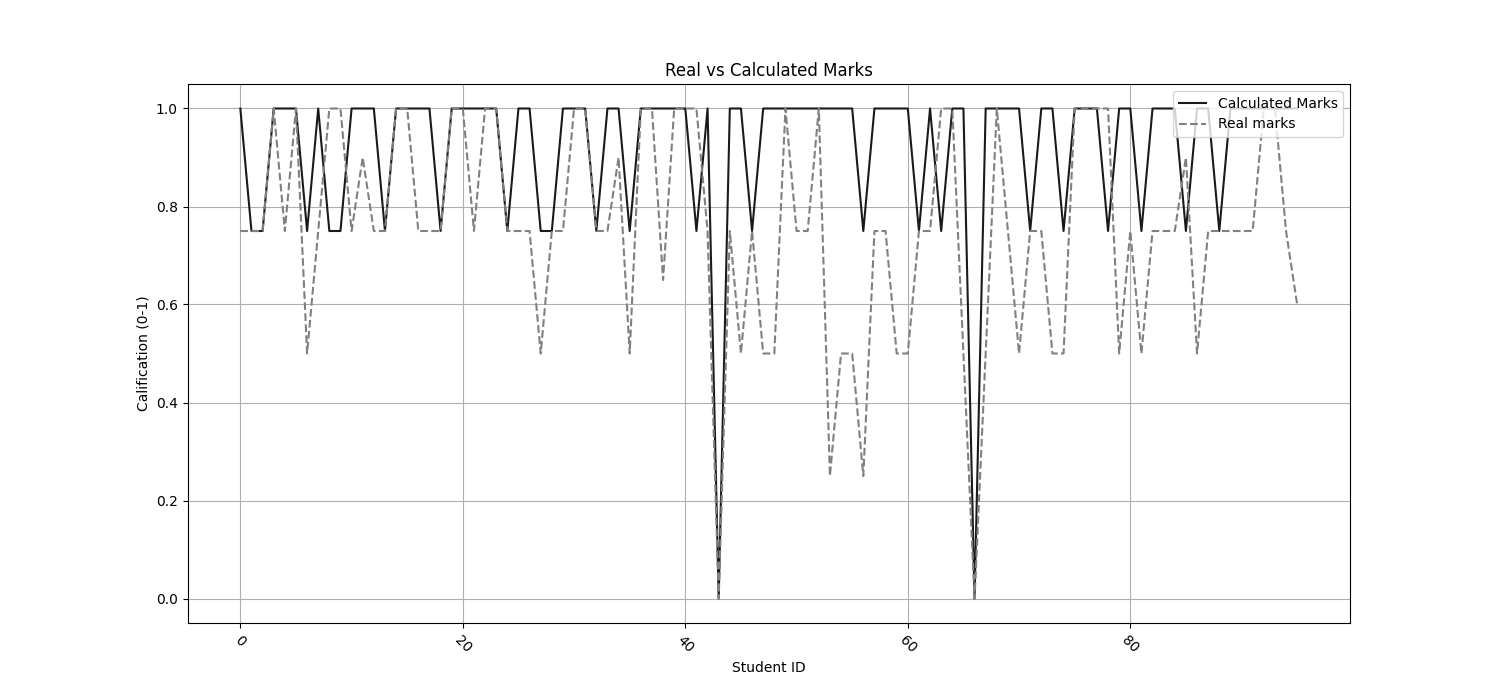 Real vs Calculated Marks
Calculated Marks
Real marks
Calification (0-1)
1.0
0.8
0.6
0.4
0.2
0.0
0
20
40
60
80
Student ID